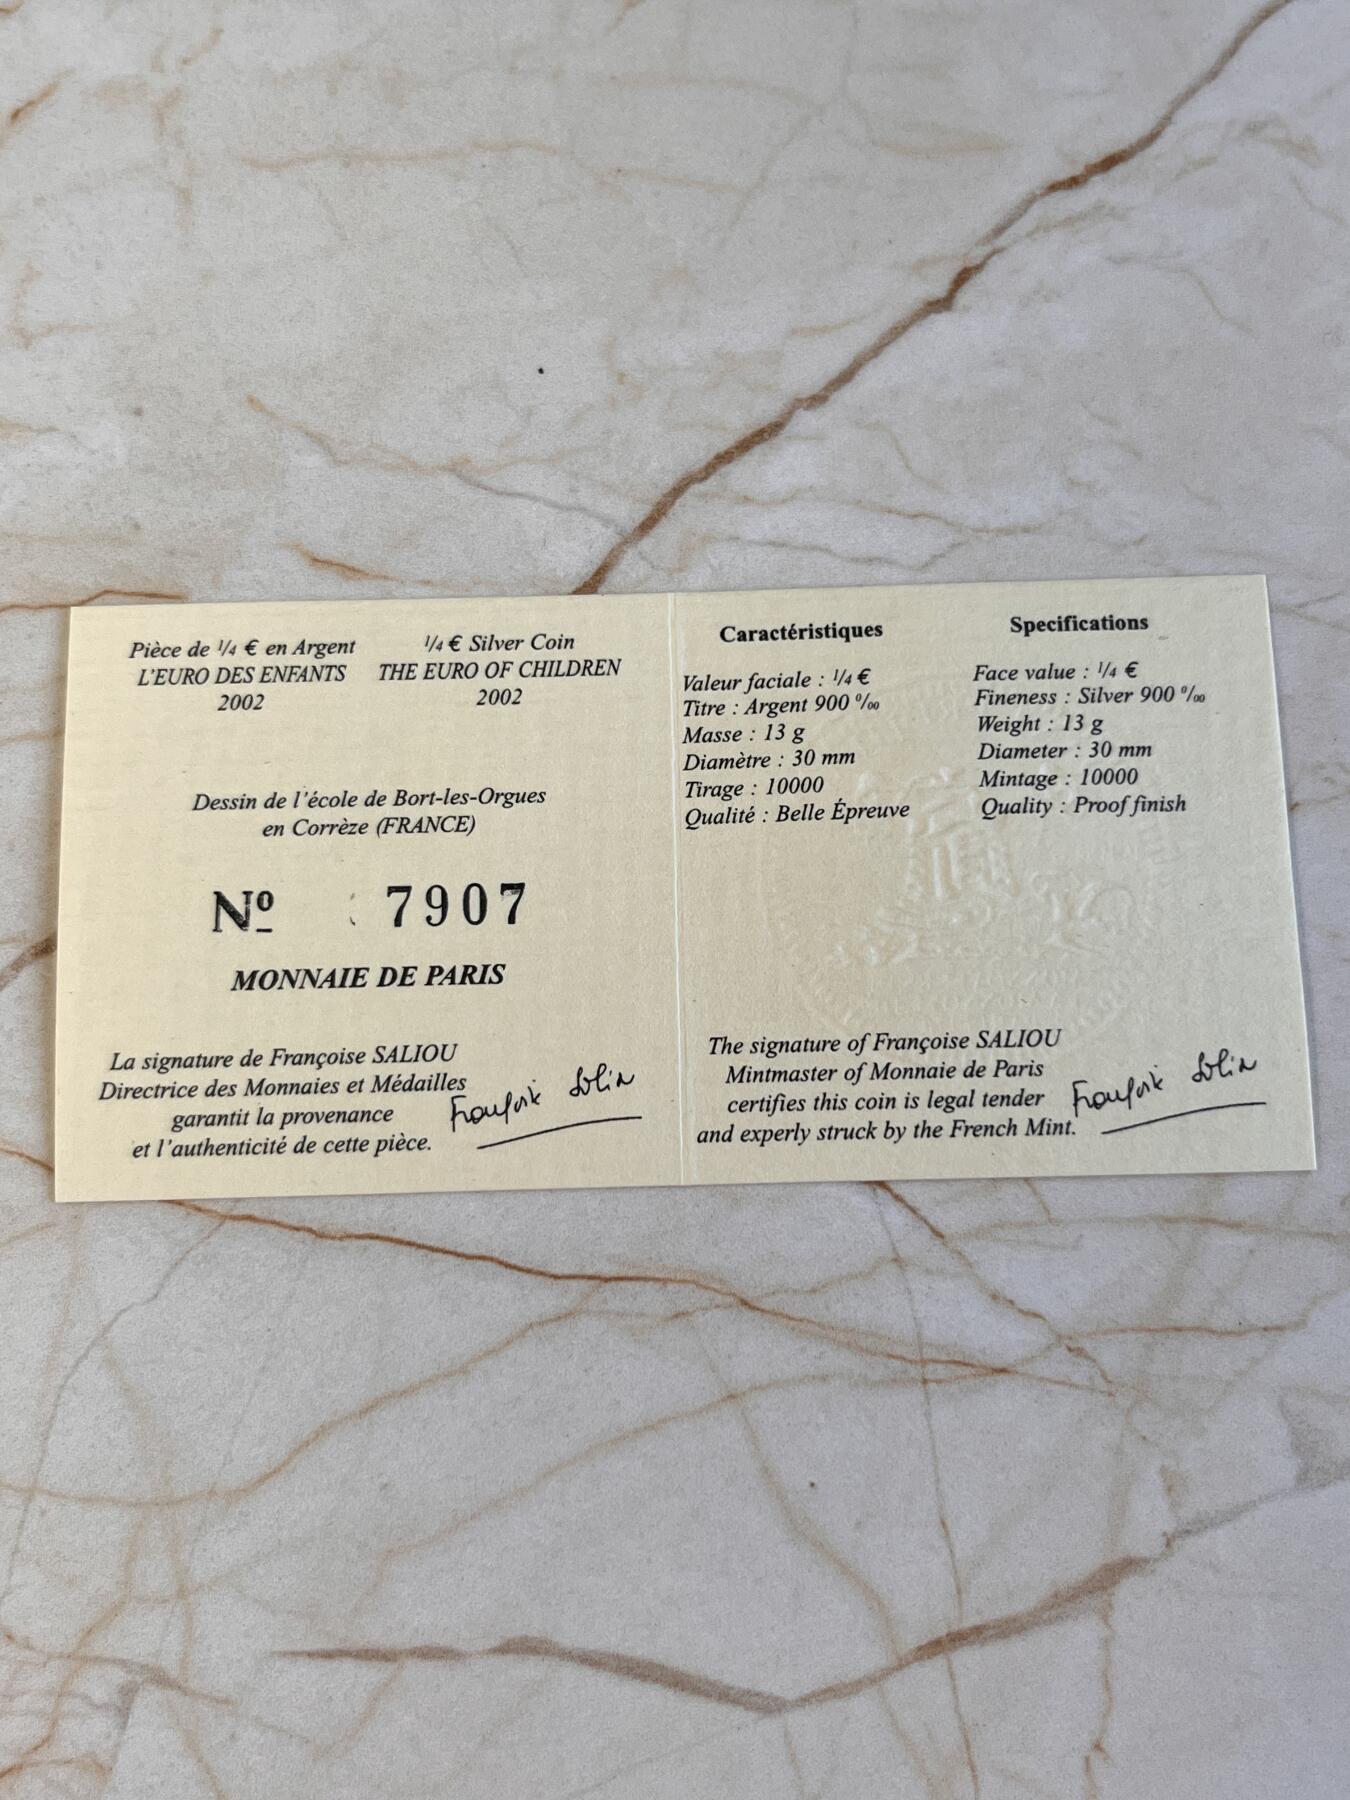 Pièce de 1/4 € en Argent
L'EURO DES ENFANTS
2002
1/4 € Silver Coin
THE EURO OF CHILDREN
2002
Dessin de l'école de Bort-les-Orgues
en Corrèze (FRANCE)
Nº 7907
MONNAIE DE PARIS
La signature de Françoise SALIOU
Directrice des Monnaies et Médailles
garantit la provenance
et l'authenticité de cette pièce.
Caractéristiques
Valeur faciale : 1/4 €
Titre : Argent 900 ‰
Masse : 13 g
Diamètre : 30 mm
Tirage : 10000
Qualité : Belle Épreuve
Specifications
Face value : 1/4 €
Fineness : Silver 900 ‰
Weight : 13 g
Diameter : 30 mm
Mintage : 10000
Quality : Proof finish
The signature of Françoise SALIOU
Mintmaster of Monnaie de Paris
certifies this coin is legal tender
and experly struck by the French Mint.